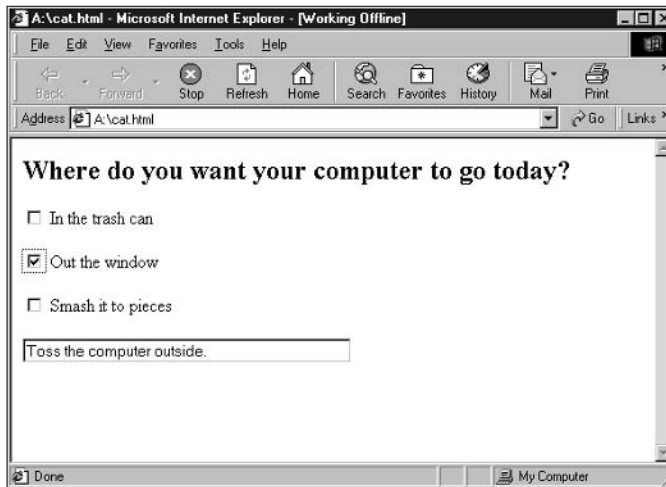 A:\cat.html - Microsoft Internet Explorer - [Working Offline]
File Edit View Favorites Tools Help
Back Forward Stop Refresh Home Search Favorites History Mail Print
Address A:\cat.html Go Links
Where do you want your computer to go today?
In the trash can
Out the window
Smash it to pieces
Toss the computer outside.
Done My Computer